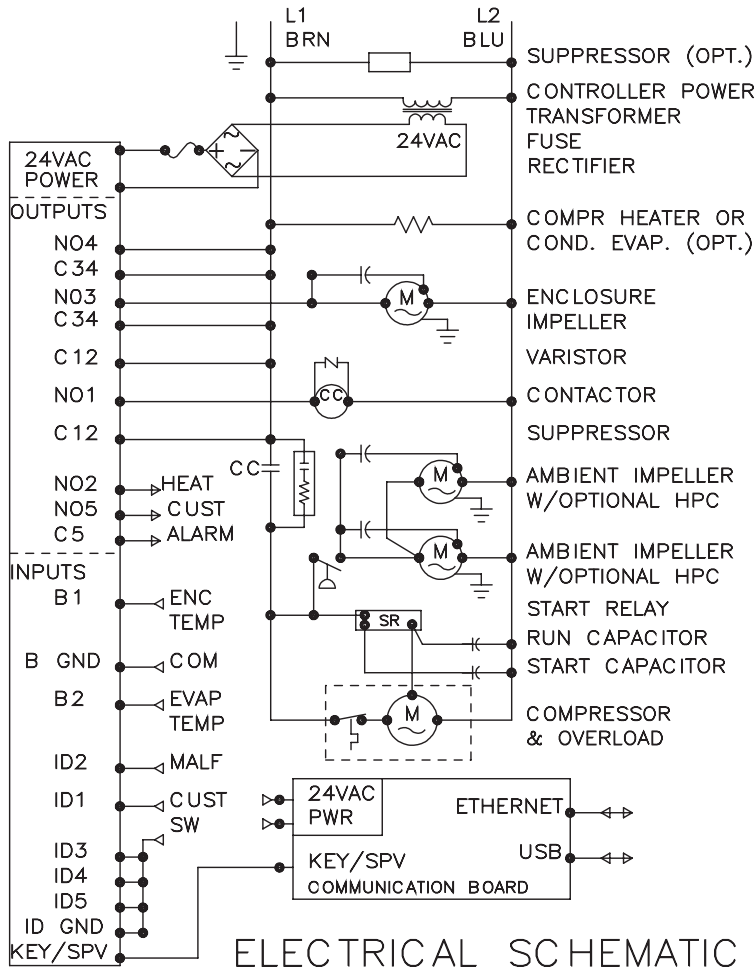 L1
BRN
L2
BLU
SUPPRESSOR (OPT.)
CONTROLLER POWER
TRANSFORMER
FUSE
RECTIFIER
24VAC
24VAC
POWER
OUTPUTS
NO4
C34
NO3
C34
C12
NO1
C12
NO2
NO5
C5
HEAT
CUST
ALARM
COMPR HEATER OR
COND. EVAP. (OPT.)
M
ENCLOSURE
IMPELLER
VARISTOR
CC
CONTACTOR
SUPPRESSOR
CC
M
AMBIENT IMPELLER
W/OPTIONAL HPC
M
AMBIENT IMPELLER
W/OPTIONAL HPC
START RELAY
SR
RUN CAPACITOR
START CAPACITOR
M
COMPRESSOR
& OVERLOAD
INPUTS
B1
ENC
TEMP
B GND
COM
B2
EVAP
TEMP
ID2
MALF
ID1
CUST
SW
ID3
ID4
ID5
ID GND
KEY/SPV
24VAC
PWR
ETHERNET
USB
KEY/SPV
COMMUNICATION BOARD
ELECTRICAL SCHEMATIC